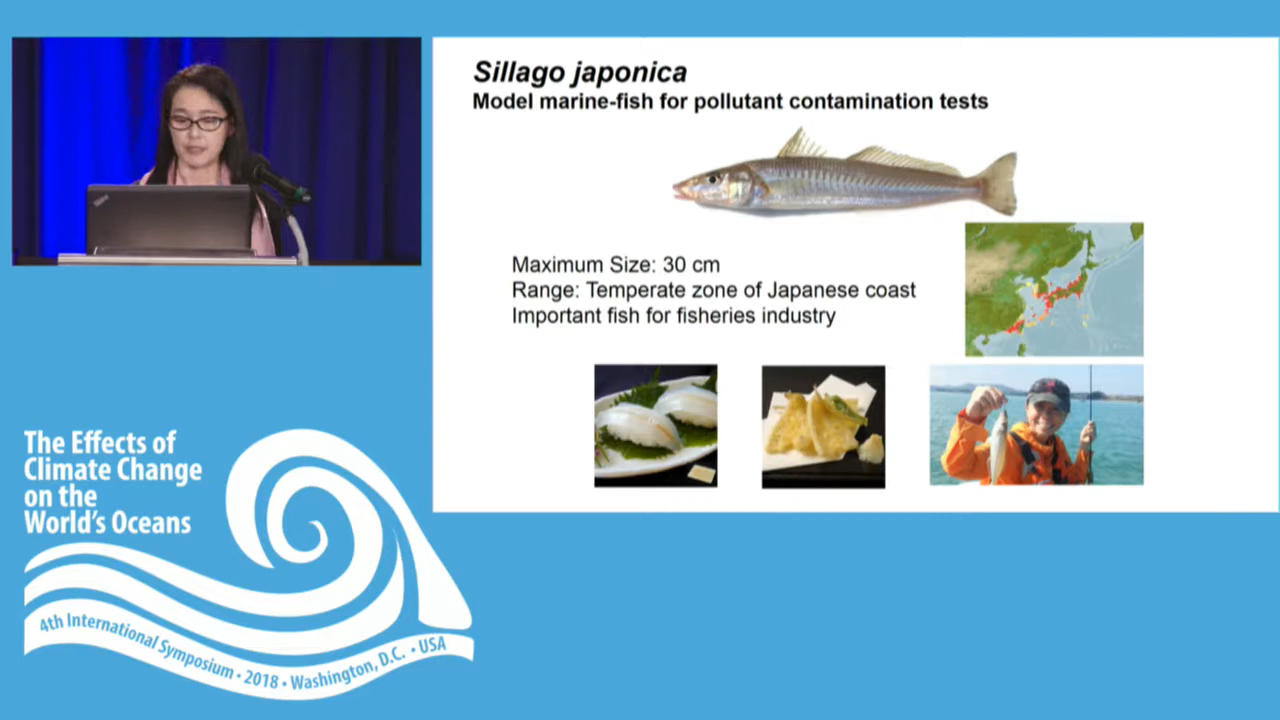 Sillago japonica
Model marine-fish for pollutant contamination tests
Maximum Size: 30 cm
Range: Temperate zone of Japanese coast
Important fish for fisheries industry
The Effects of
Climate Change
on the
World's Oceans
4th International Symposium • 2018 • Washington, D.C. • USA